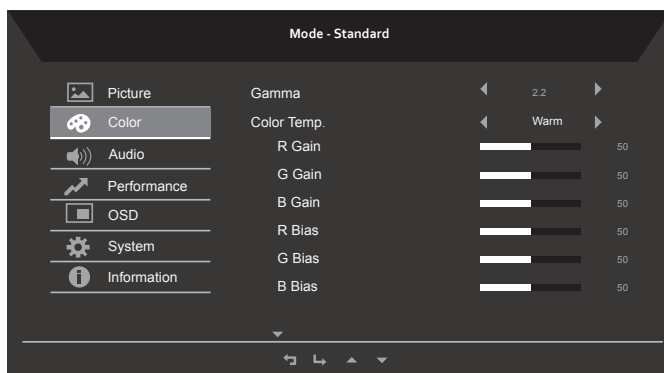 Mode - Standard
Picture
Color
Audio
Performance
OSD
System
Information
Gamma 2.2
Color Temp. Warm
R Gain 50
G Gain 50
B Gain 50
R Bias 50
G Bias 50
B Bias 50